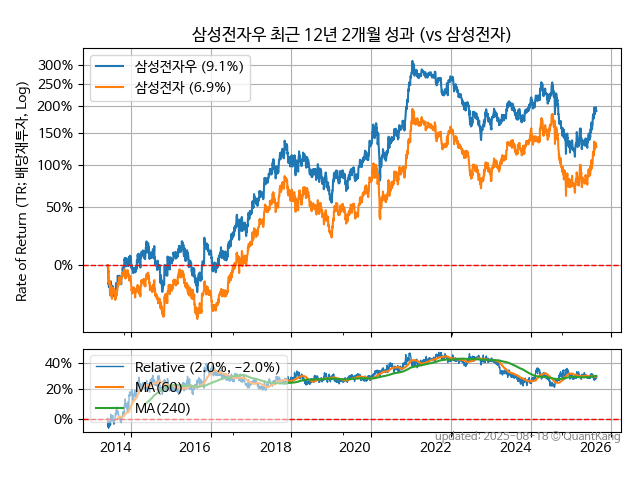 삼성전자우 최근 12년 2개월 성과 (vs 삼성전자)
Rate of Return (TR: 배당재투자, Log)
300%
250%
200%
150%
100%
50%
0%
삼성전자우 (9.1%)
삼성전자 (6.9%)
40%
20%
0%
Relative (2.0%, -2.0%)
MA(60)
MA(240)
updated: 2025-08-18 © QuantKang
2014 2016 2018 2020 2022 2024 2026